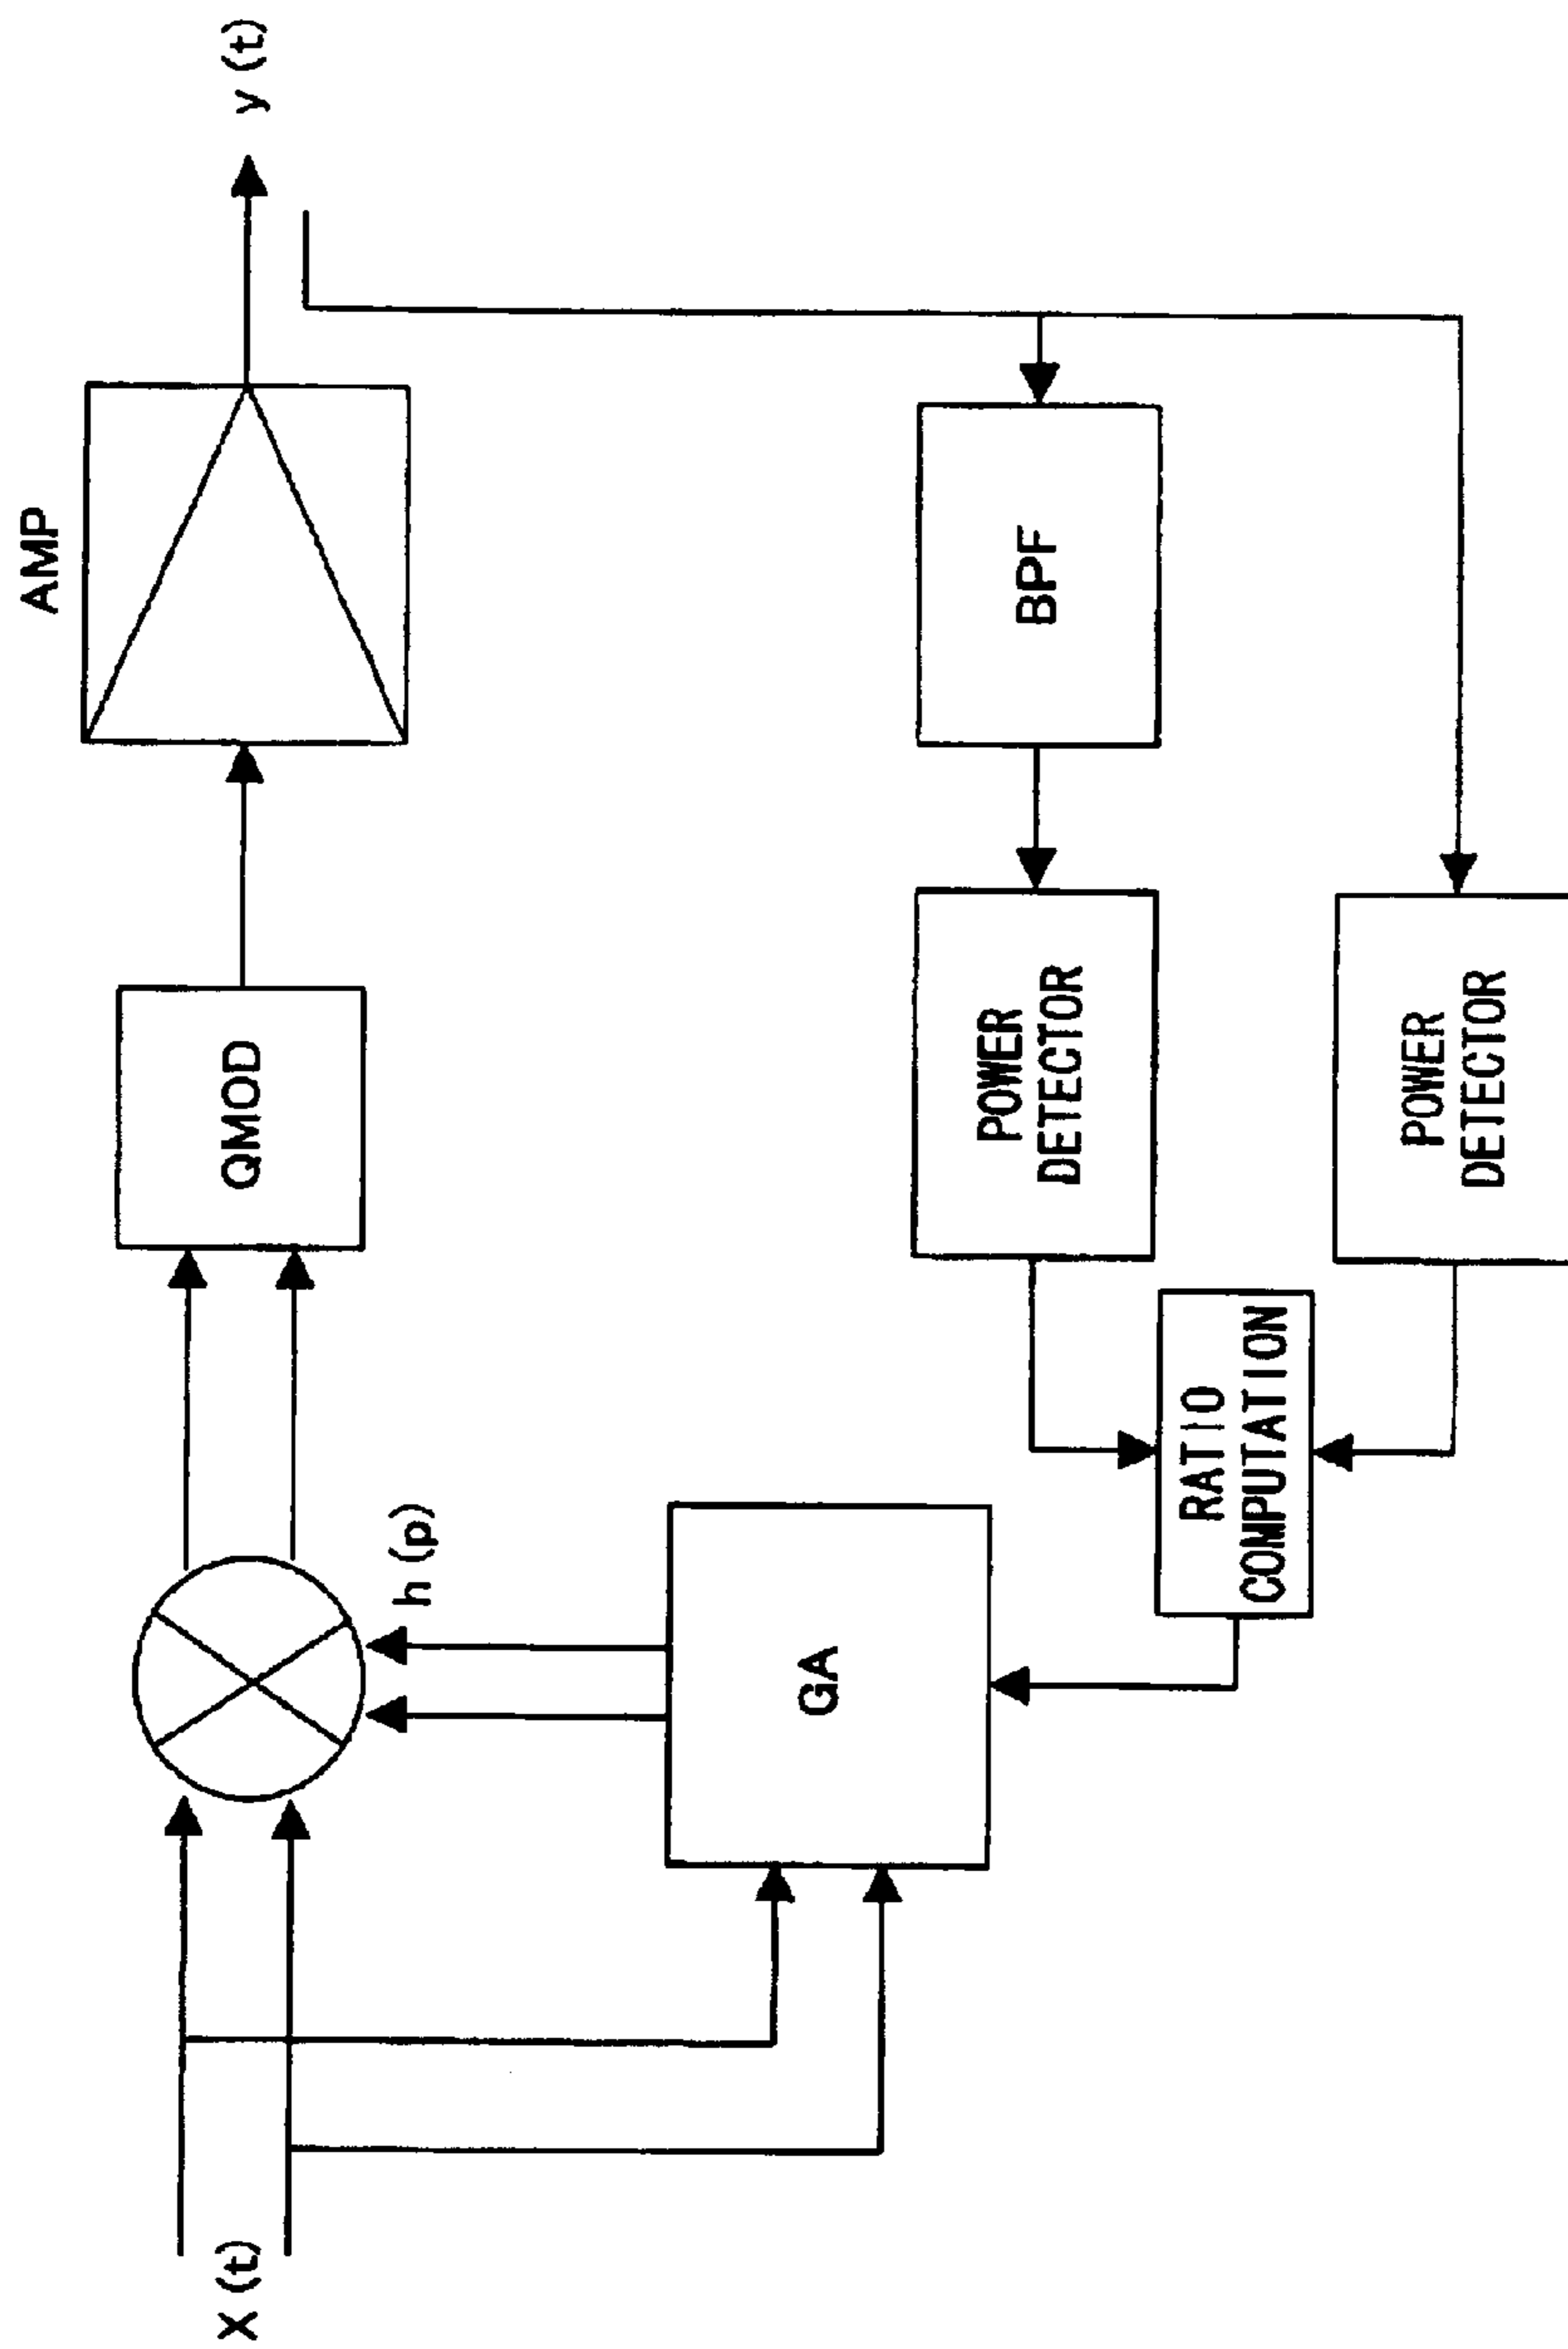 AMP
X (t)
QMOD
y (t)
h (p)
GA
POWER
DETECTOR
BPF
RATIO
COMPUTATION
POWER
DETECTOR